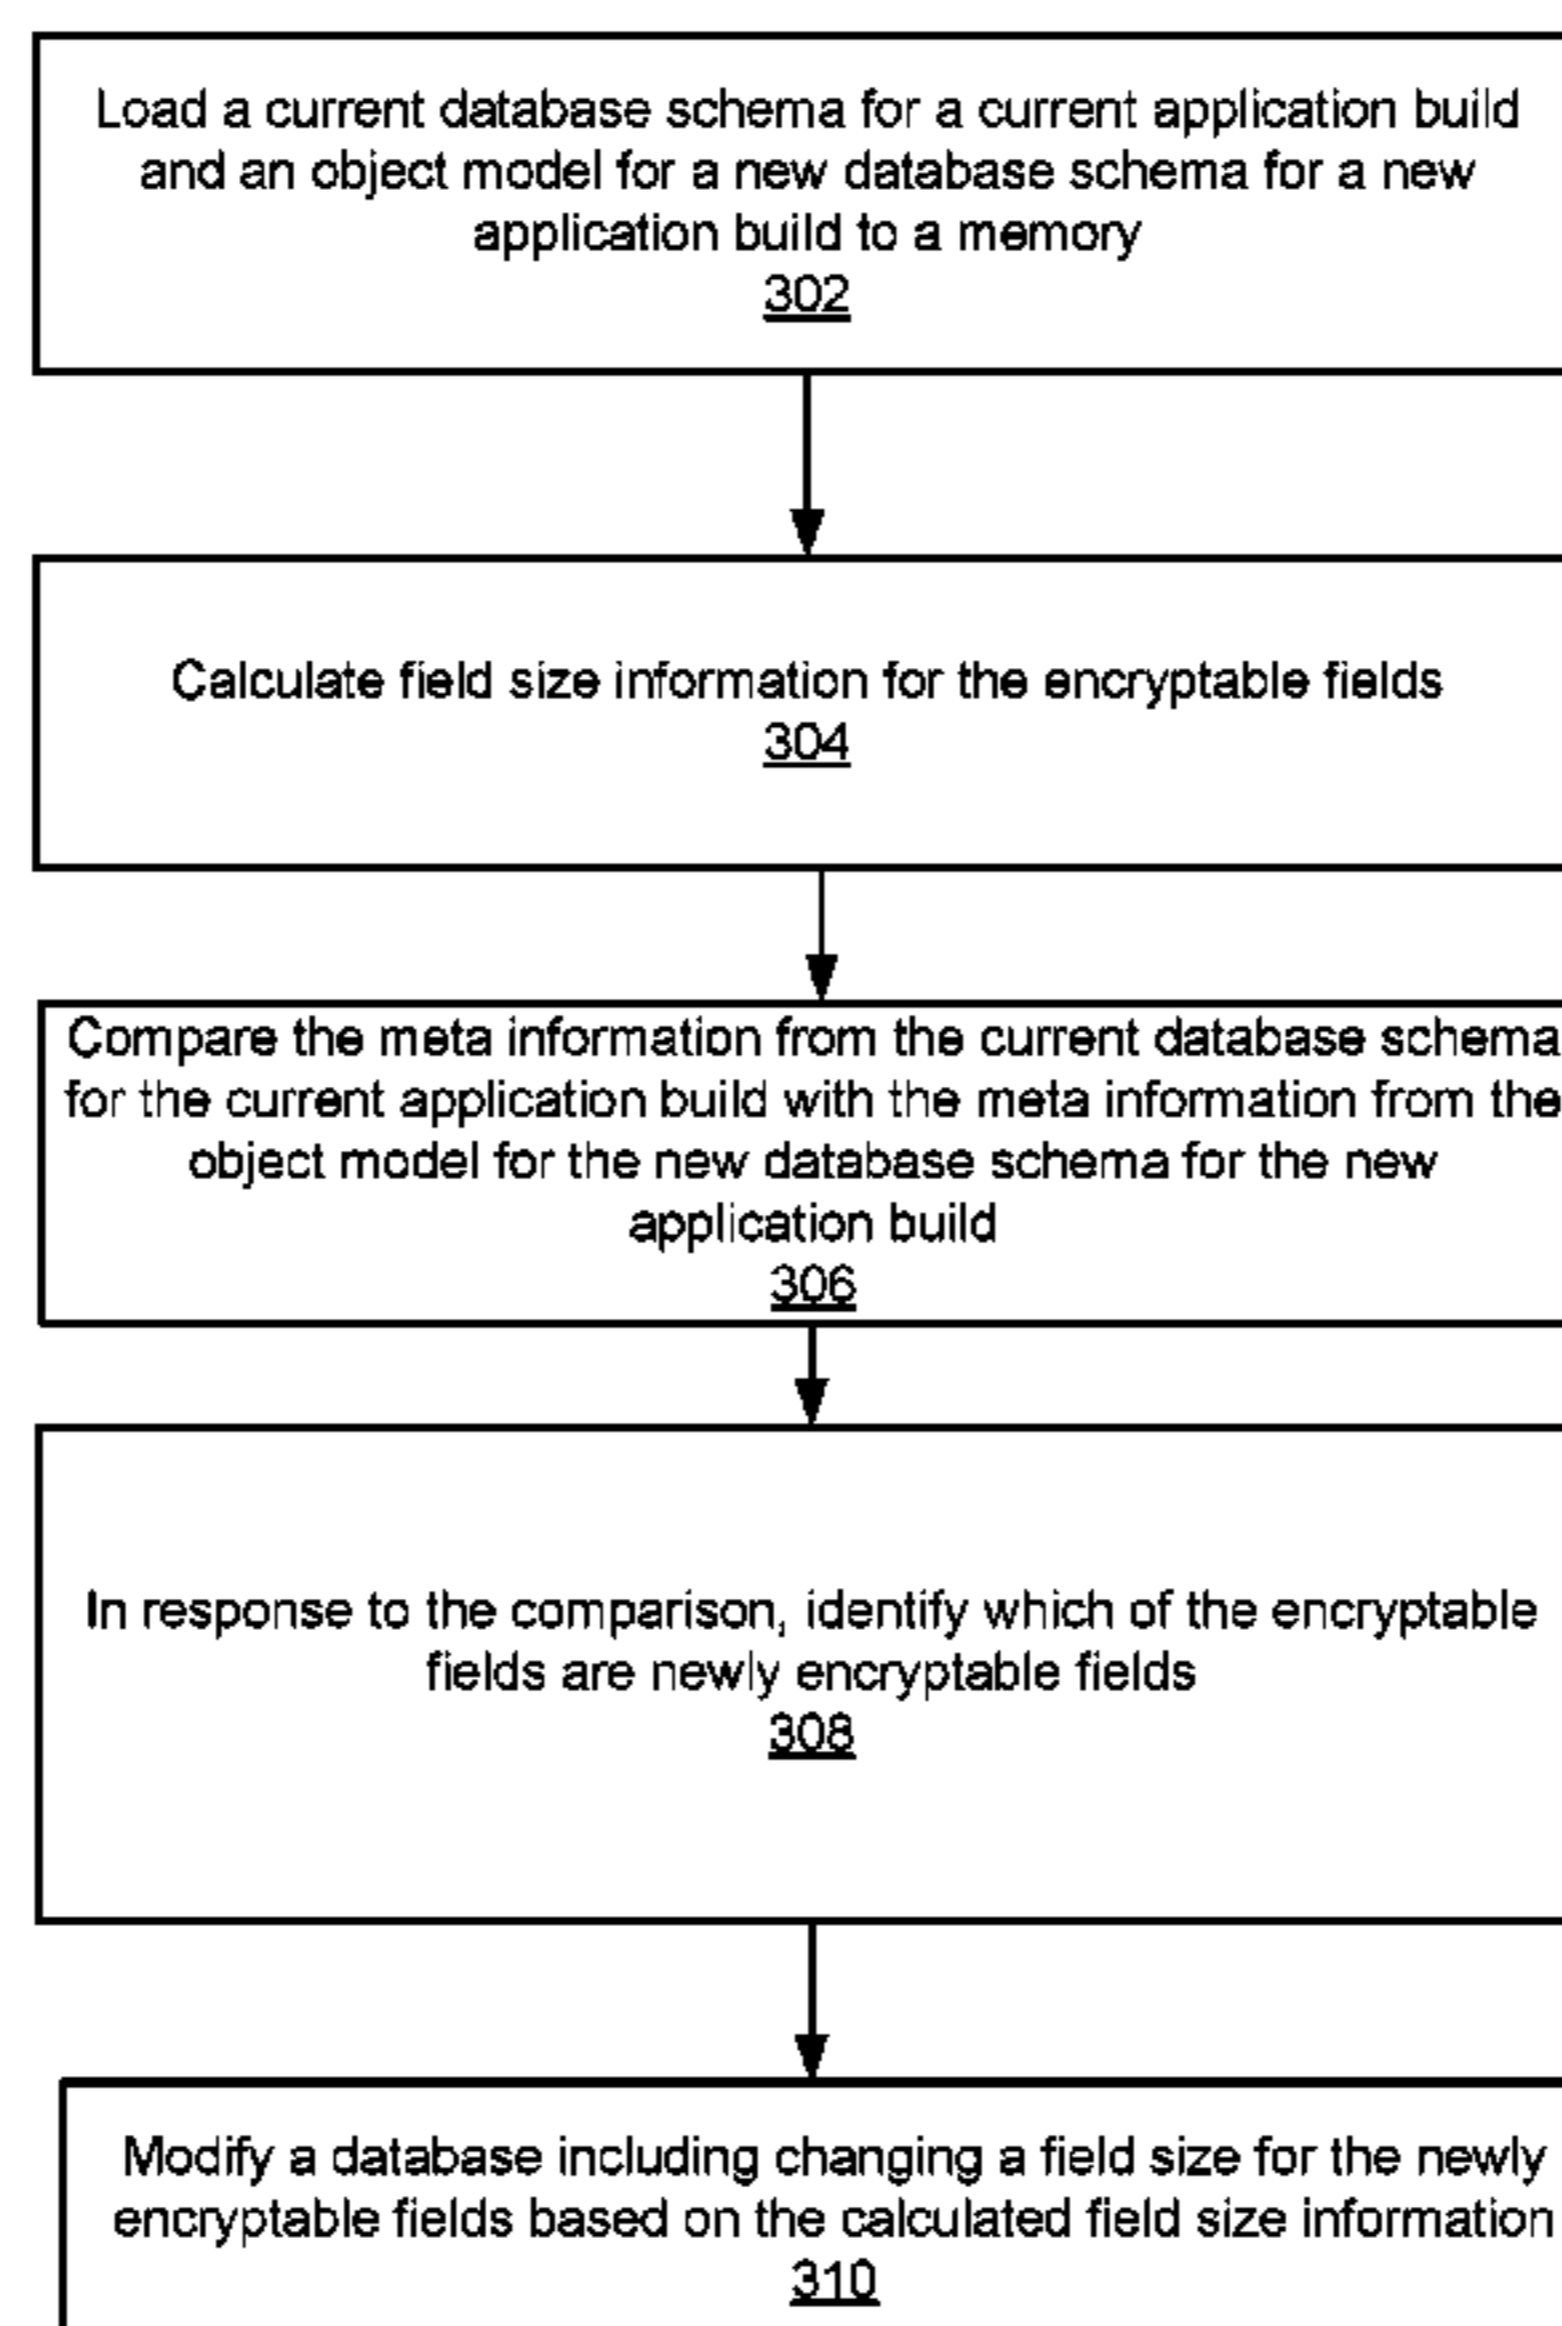 Load a current database schema for a current application build
and an object model for a new database schema for a new
application build to a memory
302
Calculate field size information for the encryptable fields
304
Compare the meta information from the current database schema
for the current application build with the meta information from the
object model for the new database schema for the new
application build
306
In response to the comparison, identify which of the encryptable
fields are newly encryptable fields
308
Modify a database including changing a field size for the newly
encryptable fields based on the calculated field size information
310